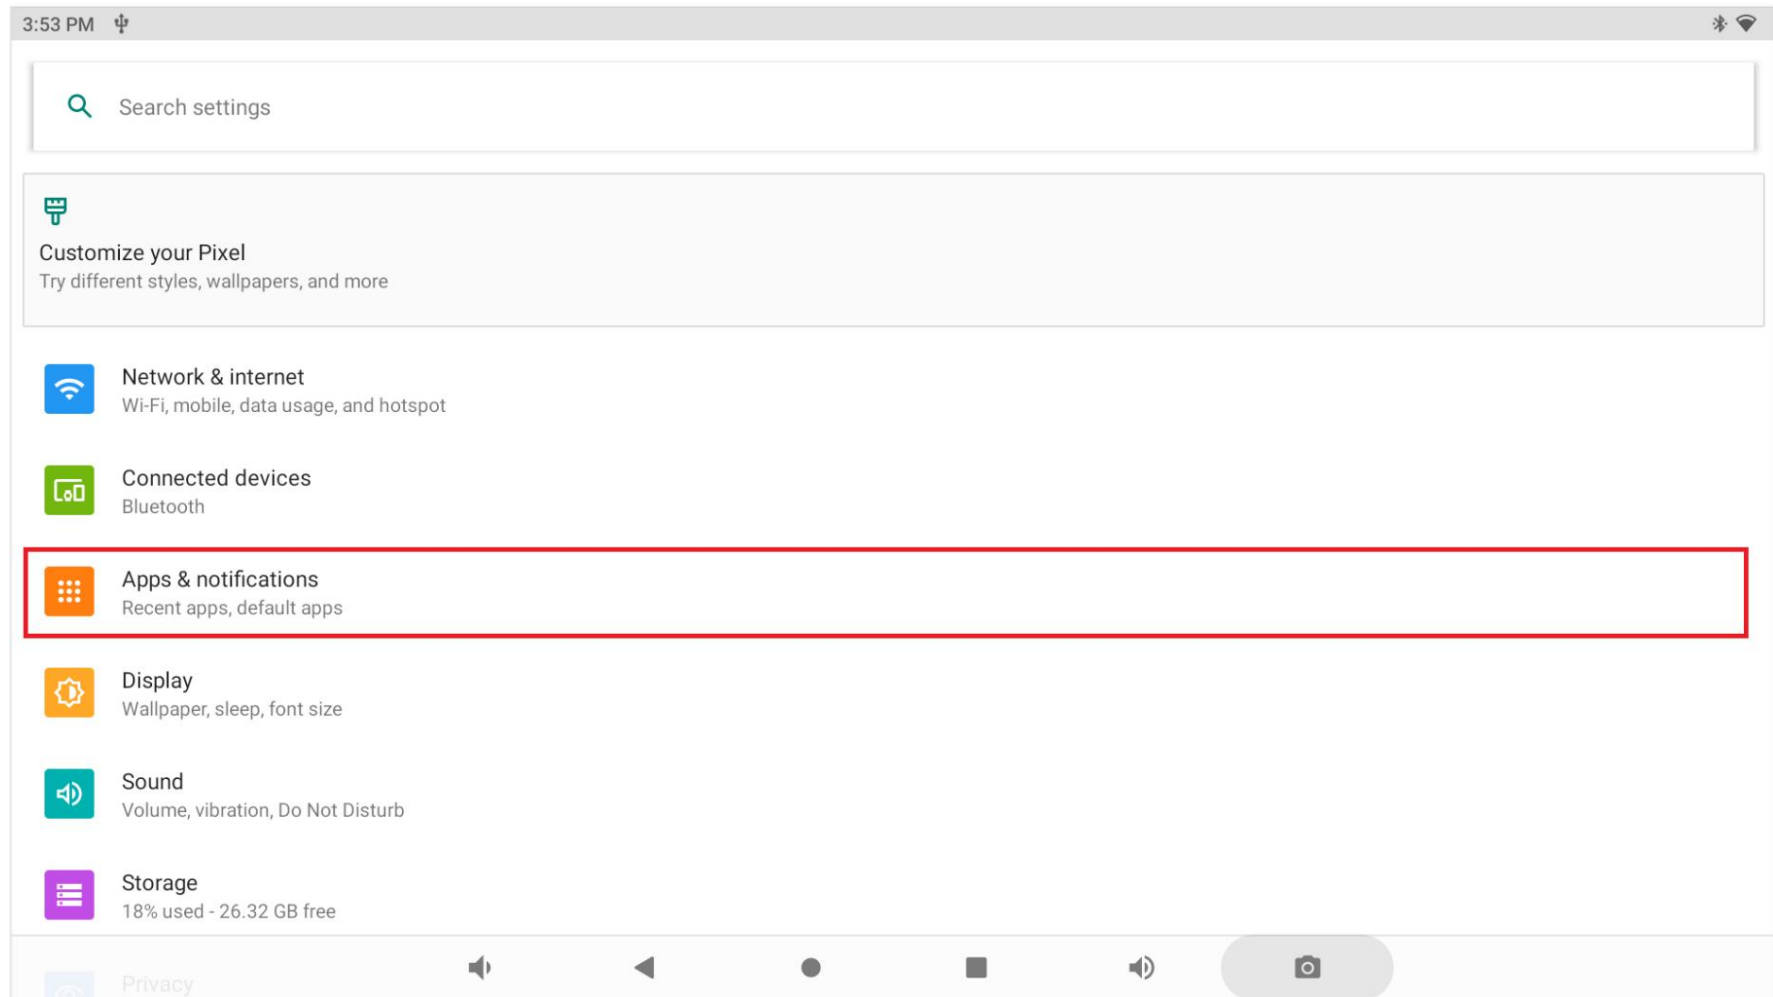 3:53 PM
Search settings
Customize your Pixel
Try different styles, wallpapers, and more
Network & internet
Wi-Fi, mobile, data usage, and hotspot
Connected devices
Bluetooth
Apps & notifications
Recent apps, default apps
Display
Wallpaper, sleep, font size
Sound
Volume, vibration, Do Not Disturb
Storage
18% used - 26.32 GB free
Privacy